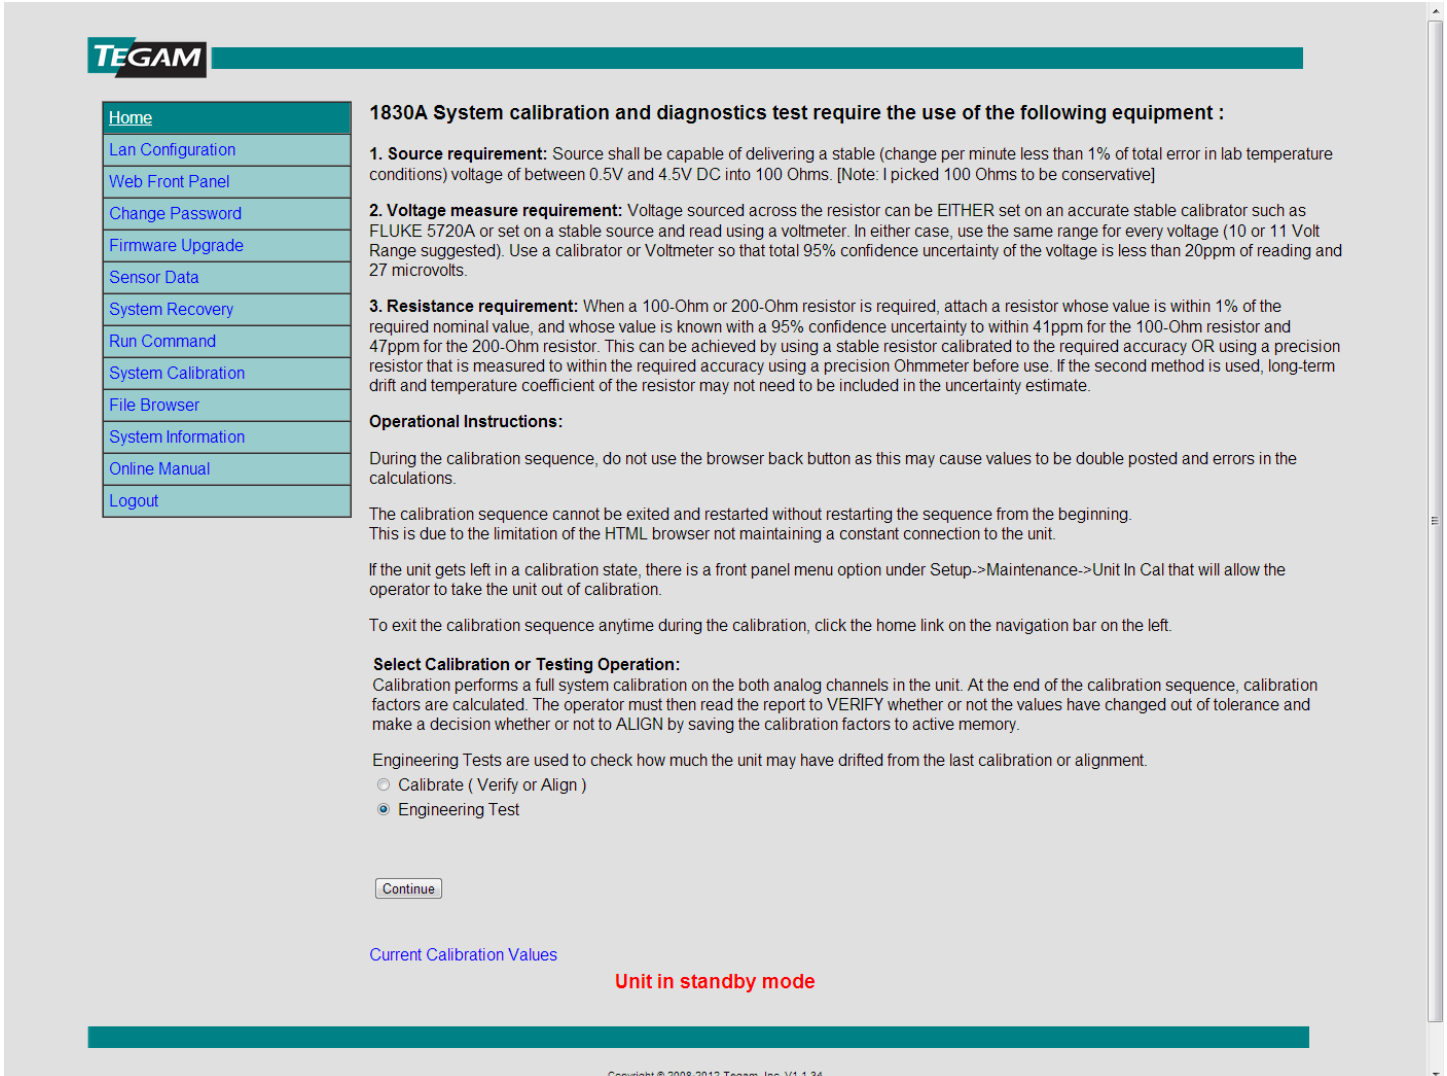 TEGAM
Home
Lan Configuration
Web Front Panel
Change Password
Firmware Upgrade
Sensor Data
System Recovery
Run Command
System Calibration
File Browser
System Information
Online Manual
Logout
1830A System calibration and diagnostics test require the use of the following equipment :
1. Source requirement: Source shall be capable of delivering a stable (change per minute less than 1% of total error in lab temperature
conditions) voltage of between 0.5V and 4.5V DC into 100 Ohms. [Note: I picked 100 Ohms to be conservative]
2. Voltage measure requirement: Voltage sourced across the resistor can be EITHER set on an accurate stable calibrator such as
FLUKE 5720A or set on a stable source and read using a voltmeter. In either case, use the same range for every voltage (10 or 11 Volt
Range suggested). Use a calibrator or Voltmeter so that total 95% confidence uncertainty of the voltage is less than 20ppm of reading and
27 microvolts.
3. Resistance requirement: When a 100-Ohm or 200-Ohm resistor is required, attach a resistor whose value is within 1% of the
required nominal value, and whose value is known with a 95% confidence uncertainty to within 41ppm for the 100-Ohm resistor and
47ppm for the 200-Ohm resistor. This can be achieved by using a stable resistor calibrated to the required accuracy OR using a precision
resistor that is measured to within the required accuracy using a precision Ohmmeter before use. If the second method is used, long-term
drift and temperature coefficient of the resistor may not need to be included in the uncertainty estimate.
Operational Instructions:
During the calibration sequence, do not use the browser back button as this may cause values to be double posted and errors in the
calculations.
The calibration sequence cannot be exited and restarted without restarting the sequence from the beginning.
This is due to the limitation of the HTML browser not maintaining a constant connection to the unit.
If the unit gets left in a calibration state, there is a front panel menu option under Setup->Maintenance->Unit In Cal that will allow the
operator to take the unit out of calibration.
To exit the calibration sequence anytime during the calibration, click the home link on the navigation bar on the left.
Select Calibration or Testing Operation:
Calibration performs a full system calibration on the both analog channels in the unit. At the end of the calibration sequence, calibration
factors are calculated. The operator must then read the report to VERIFY whether or not the values have changed out of tolerance and
make a decision whether or not to ALIGN by saving the calibration factors to active memory.
Engineering Tests are used to check how much the unit may have drifted from the last calibration or alignment.
Calibrate ( Verify or Align )
Engineering Test
Continue
Current Calibration Values
Unit in standby mode
Copyright © 2008-2012 Tegam, Inc. V1.1.34